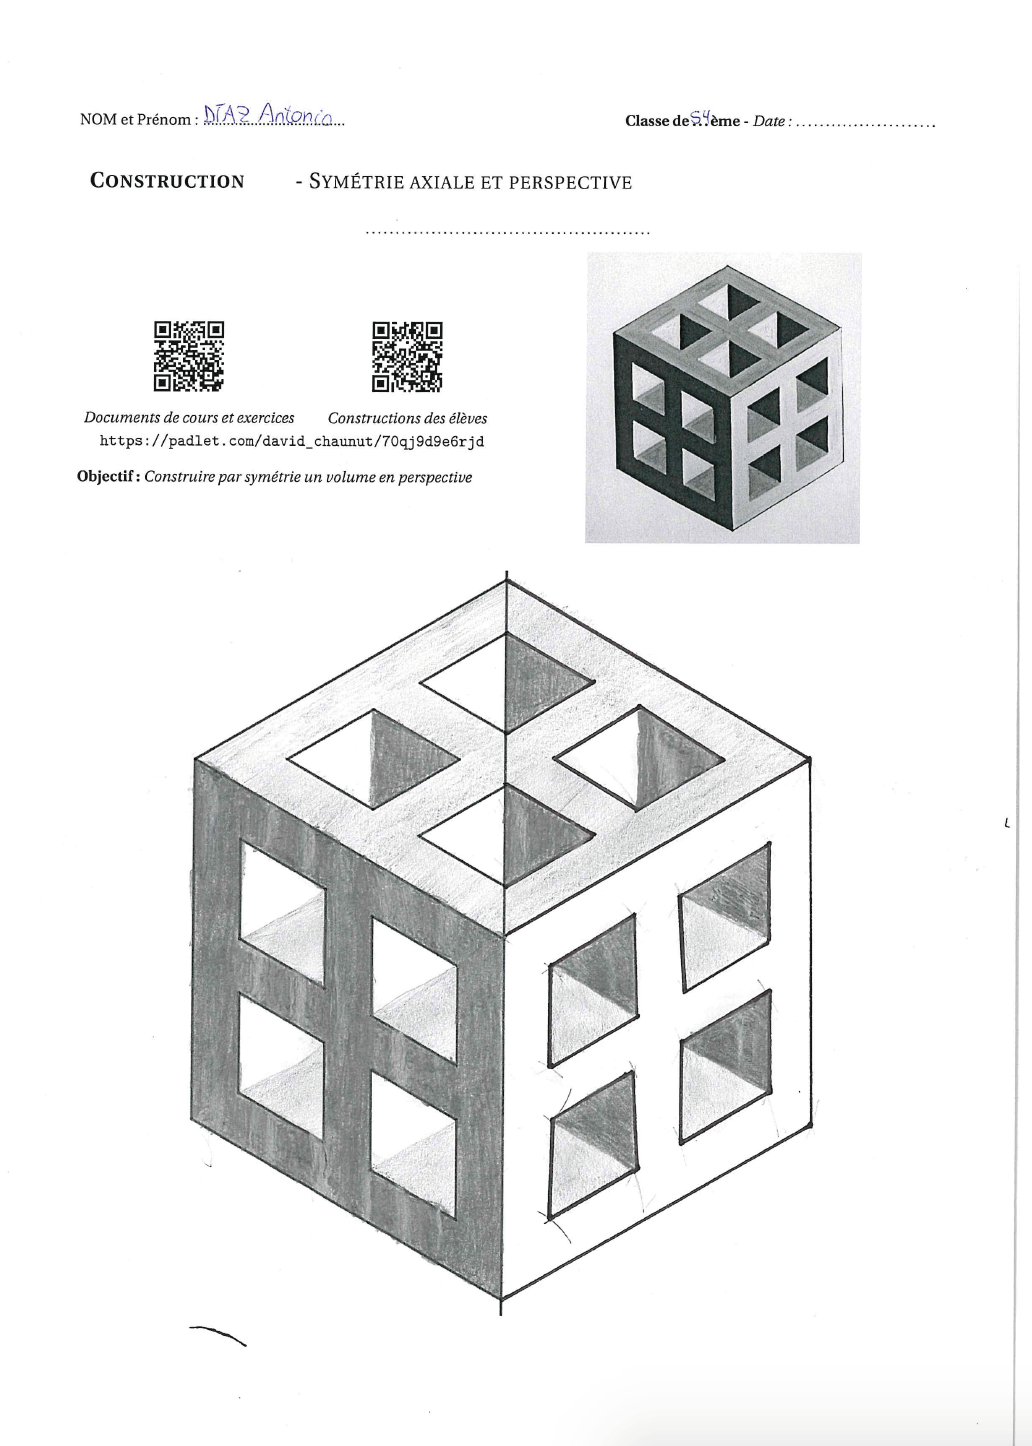 NOM et Prénom : DÍAZ Antonio
Classe de 54ème - Date : ........................
CONSTRUCTION - SYMÉTRIE AXIALE ET PERSPECTIVE
Documents de cours et exercices Constructions des élèves
https://padlet.com/david_chaunut/70qj9d9e6rjd
Objectif : Construire par symétrie un volume en perspective